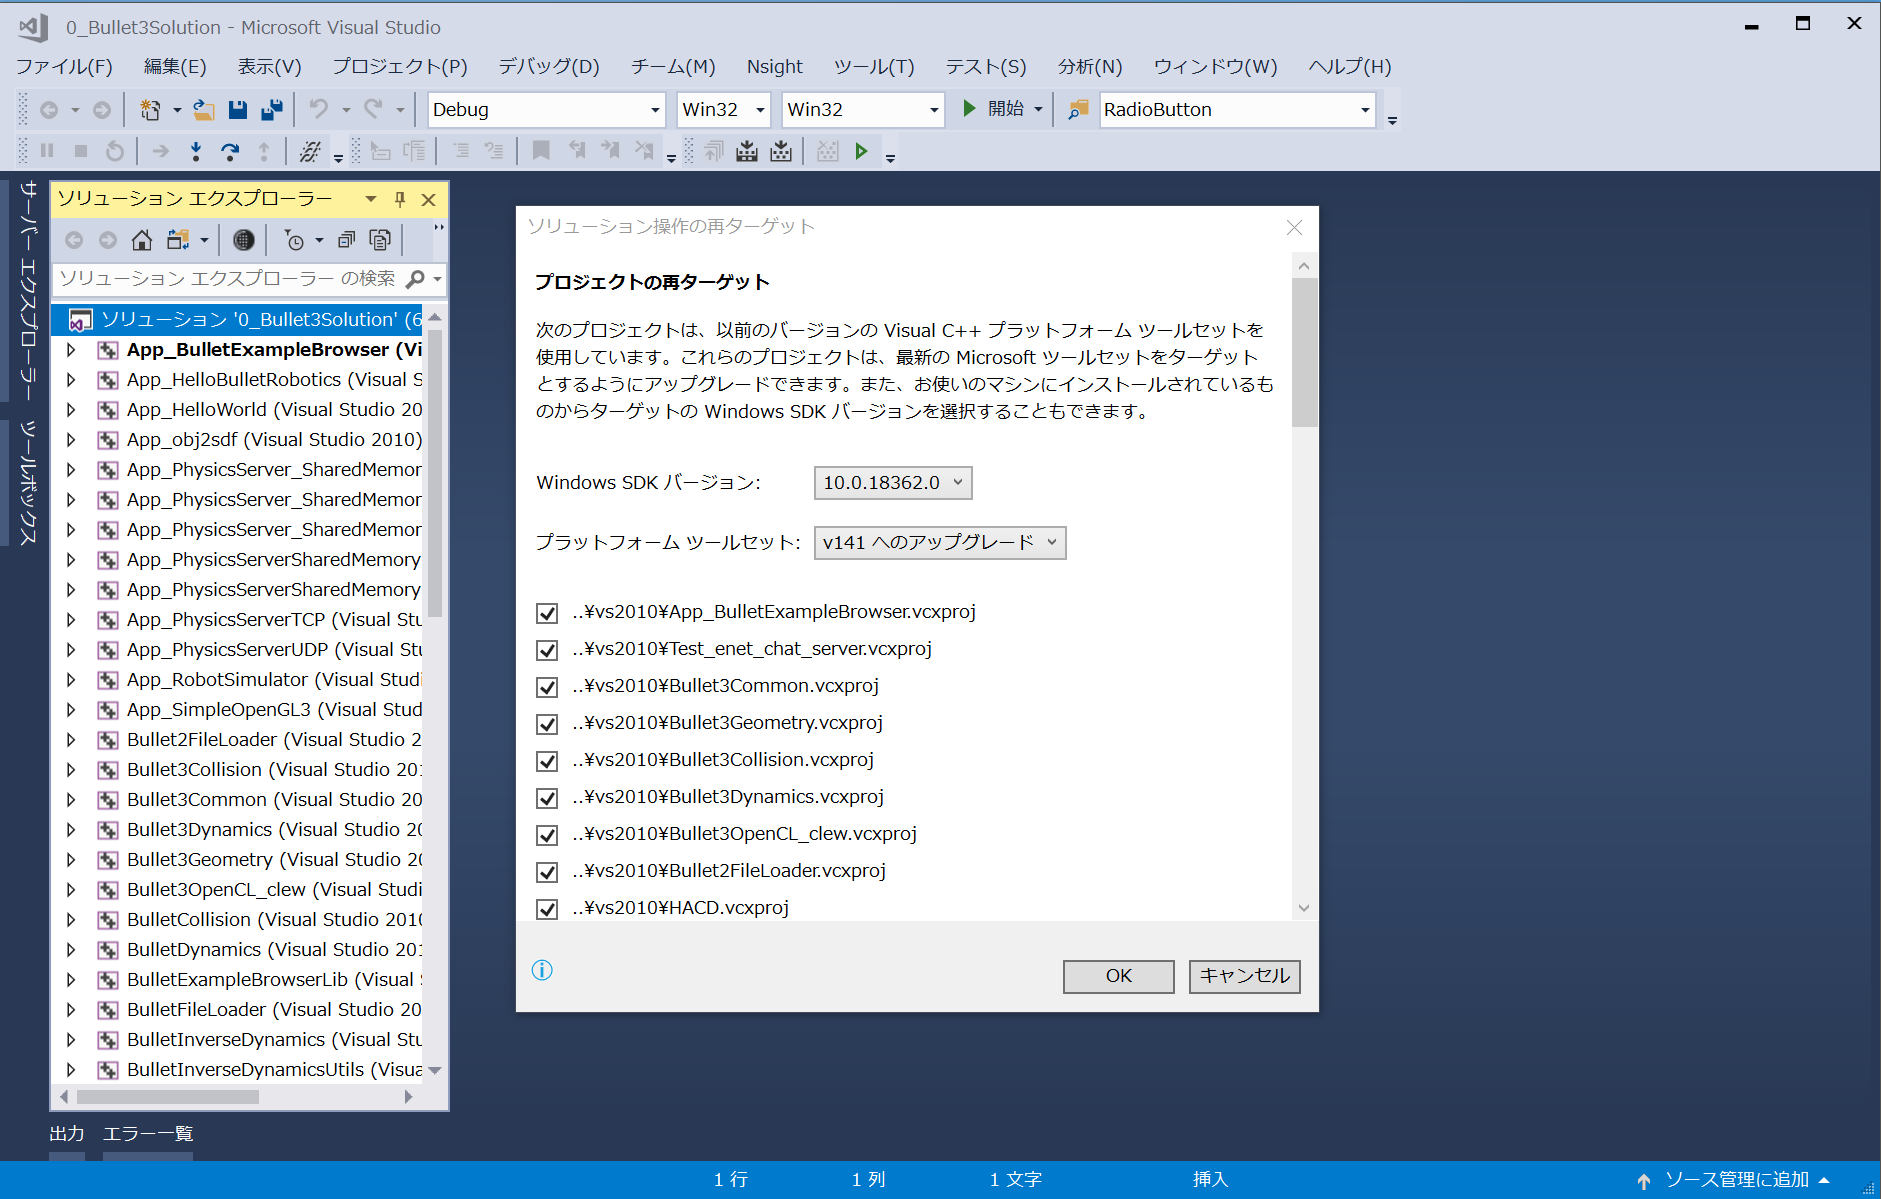 0_Bullet3Solution - Microsoft Visual Studio
ファイル(F) 編集(E) 表示(V) プロジェクト(P) デバッグ(D) チーム(M) Nsight ツール(T) テスト(S) 分析(N) ウィンドウ(W) ヘルプ(H)
Debug Win32 Win32 開始 RadioButton
サーバー エクスプローラー
ツールボックス
ソリューション エクスプローラー
ソリューション エクスプローラー の検索
ソリューション '0_Bullet3Solution' (6
App_BulletExampleBrowser (Vi
App_HelloBulletRobotics (Visual S
App_HelloWorld (Visual Studio 20
App_obj2sdf (Visual Studio 2010)
App_PhysicsServer_SharedMemor
App_PhysicsServer_SharedMemor
App_PhysicsServer_SharedMemor
App_PhysicsServerSharedMemory
App_PhysicsServerSharedMemory
App_PhysicsServerTCP (Visual Stu
App_PhysicsServerUDP (Visual Stu
App_RobotSimulator (Visual Studi
App_SimpleOpenGL3 (Visual Stud
Bullet2FileLoader (Visual Studio 2
Bullet3Collision (Visual Studio 201
Bullet3Common (Visual Studio 20
Bullet3Dynamics (Visual Studio 20
Bullet3Geometry (Visual Studio 20
Bullet3OpenCL_clew (Visual Studi
BulletCollision (Visual Studio 2010
BulletDynamics (Visual Studio 201
BulletExampleBrowserLib (Visual
BulletFileLoader (Visual Studio 20
BulletInverseDynamics (Visual Stu
BulletInverseDynamicsUtils (Visua
ソリューション操作の再ターゲット
プロジェクトの再ターゲット
次のプロジェクトは、以前のバージョンの Visual C++ プラットフォーム ツールセットを
使用しています。これらのプロジェクトは、最新の Microsoft ツールセットをターゲット
とするようにアップグレードできます。また、お使いのマシンにインストールされているも
のからターゲットの Windows SDK バージョンを選択することもできます。
Windows SDK バージョン: 10.0.18362.0
プラットフォーム ツールセット: v141 へのアップグレード
..¥vs2010¥App_BulletExampleBrowser.vcxproj
..¥vs2010¥Test_enet_chat_server.vcxproj
..¥vs2010¥Bullet3Common.vcxproj
..¥vs2010¥Bullet3Geometry.vcxproj
..¥vs2010¥Bullet3Collision.vcxproj
..¥vs2010¥Bullet3Dynamics.vcxproj
..¥vs2010¥Bullet3OpenCL_clew.vcxproj
..¥vs2010¥Bullet2FileLoader.vcxproj
..¥vs2010¥HACD.vcxproj
OK キャンセル
出力 エラー一覧
1 行 1 列 1 文字 挿入 ソース管理に追加